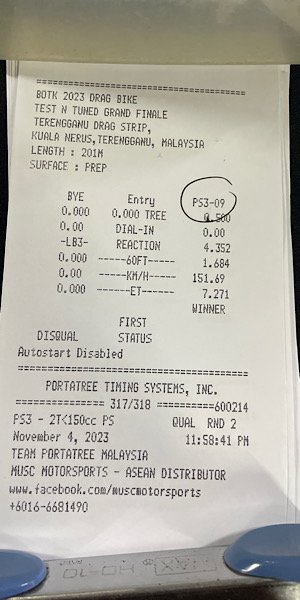 BOTK 2023 DRAG BIKE
TEST N TUNED GRAND FINALE
TERENGGANU DRAG STRIP,
KUALA NERUS,TERENGGANU, MALAYSIA
LENGTH : 201M
SURFACE : PREP
BYE Entry PS3-09
0.000 0.000 TREE 0.500
0.00 DIAL-IN 0.00
-LB3- REACTION 4.352
0.000 ------60FT------ 1.684
0.00 ------KM/H------ 151.69
0.000 -------ET------- 7.271
WINNER
FIRST
DISQUAL STATUS
Autostart Disabled
PORTATREE TIMING SYSTEMS, INC.
=============== 317/318 ==========600214
PS3 - 2T<150cc PS QUAL RND 2
November 4, 2023 11:58:41 PM
TEAM PORTATREE MALAYSIA
MUSC MOTORSPORTS - ASEAN DISTRIBUTOR
www.facebook.com/muscmotorsports
+6016-6681490